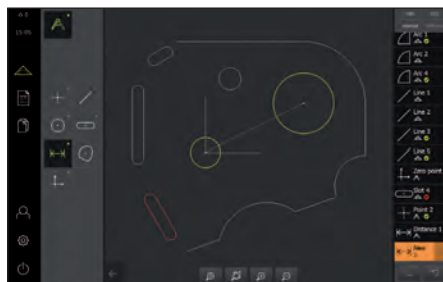 Arc 1
Arc 2
Arc 4
Line 1
Line 2
Line 3
Line 5
Zero point
Slot 4
Point 2
Distance 1
New